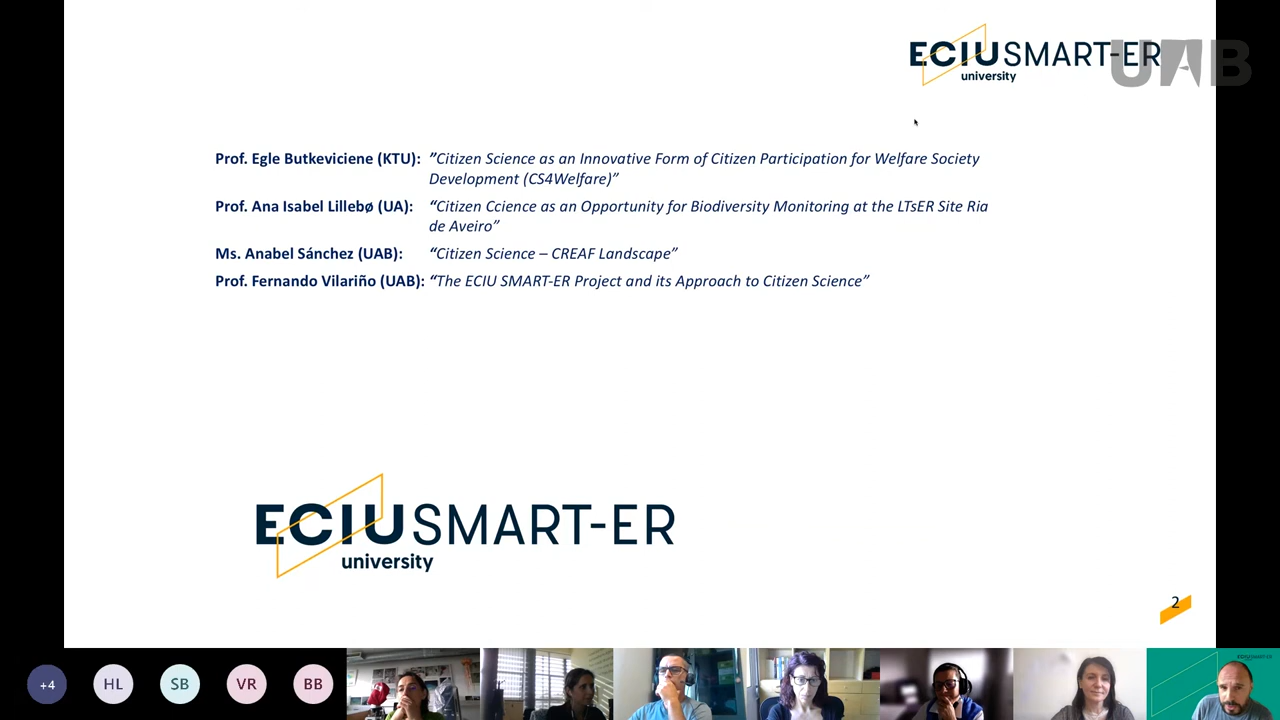 ECIU SMART-ER
university
UAB
Prof. Egle Butkeviciene (KTU): ”Citizen Science as an Innovative Form of Citizen Participation for Welfare Society
Development (CS4Welfare)”
Prof. Ana Isabel Lillebø (UA): “Citizen Ccience as an Opportunity for Biodiversity Monitoring at the LTsER Site Ria
de Aveiro”
Ms. Anabel Sánchez (UAB): “Citizen Science – CREAF Landscape”
Prof. Fernando Vilariño (UAB): “The ECIU SMART-ER Project and its Approach to Citizen Science”
ECIU SMART-ER
university
2
+4 HL SB VR BB